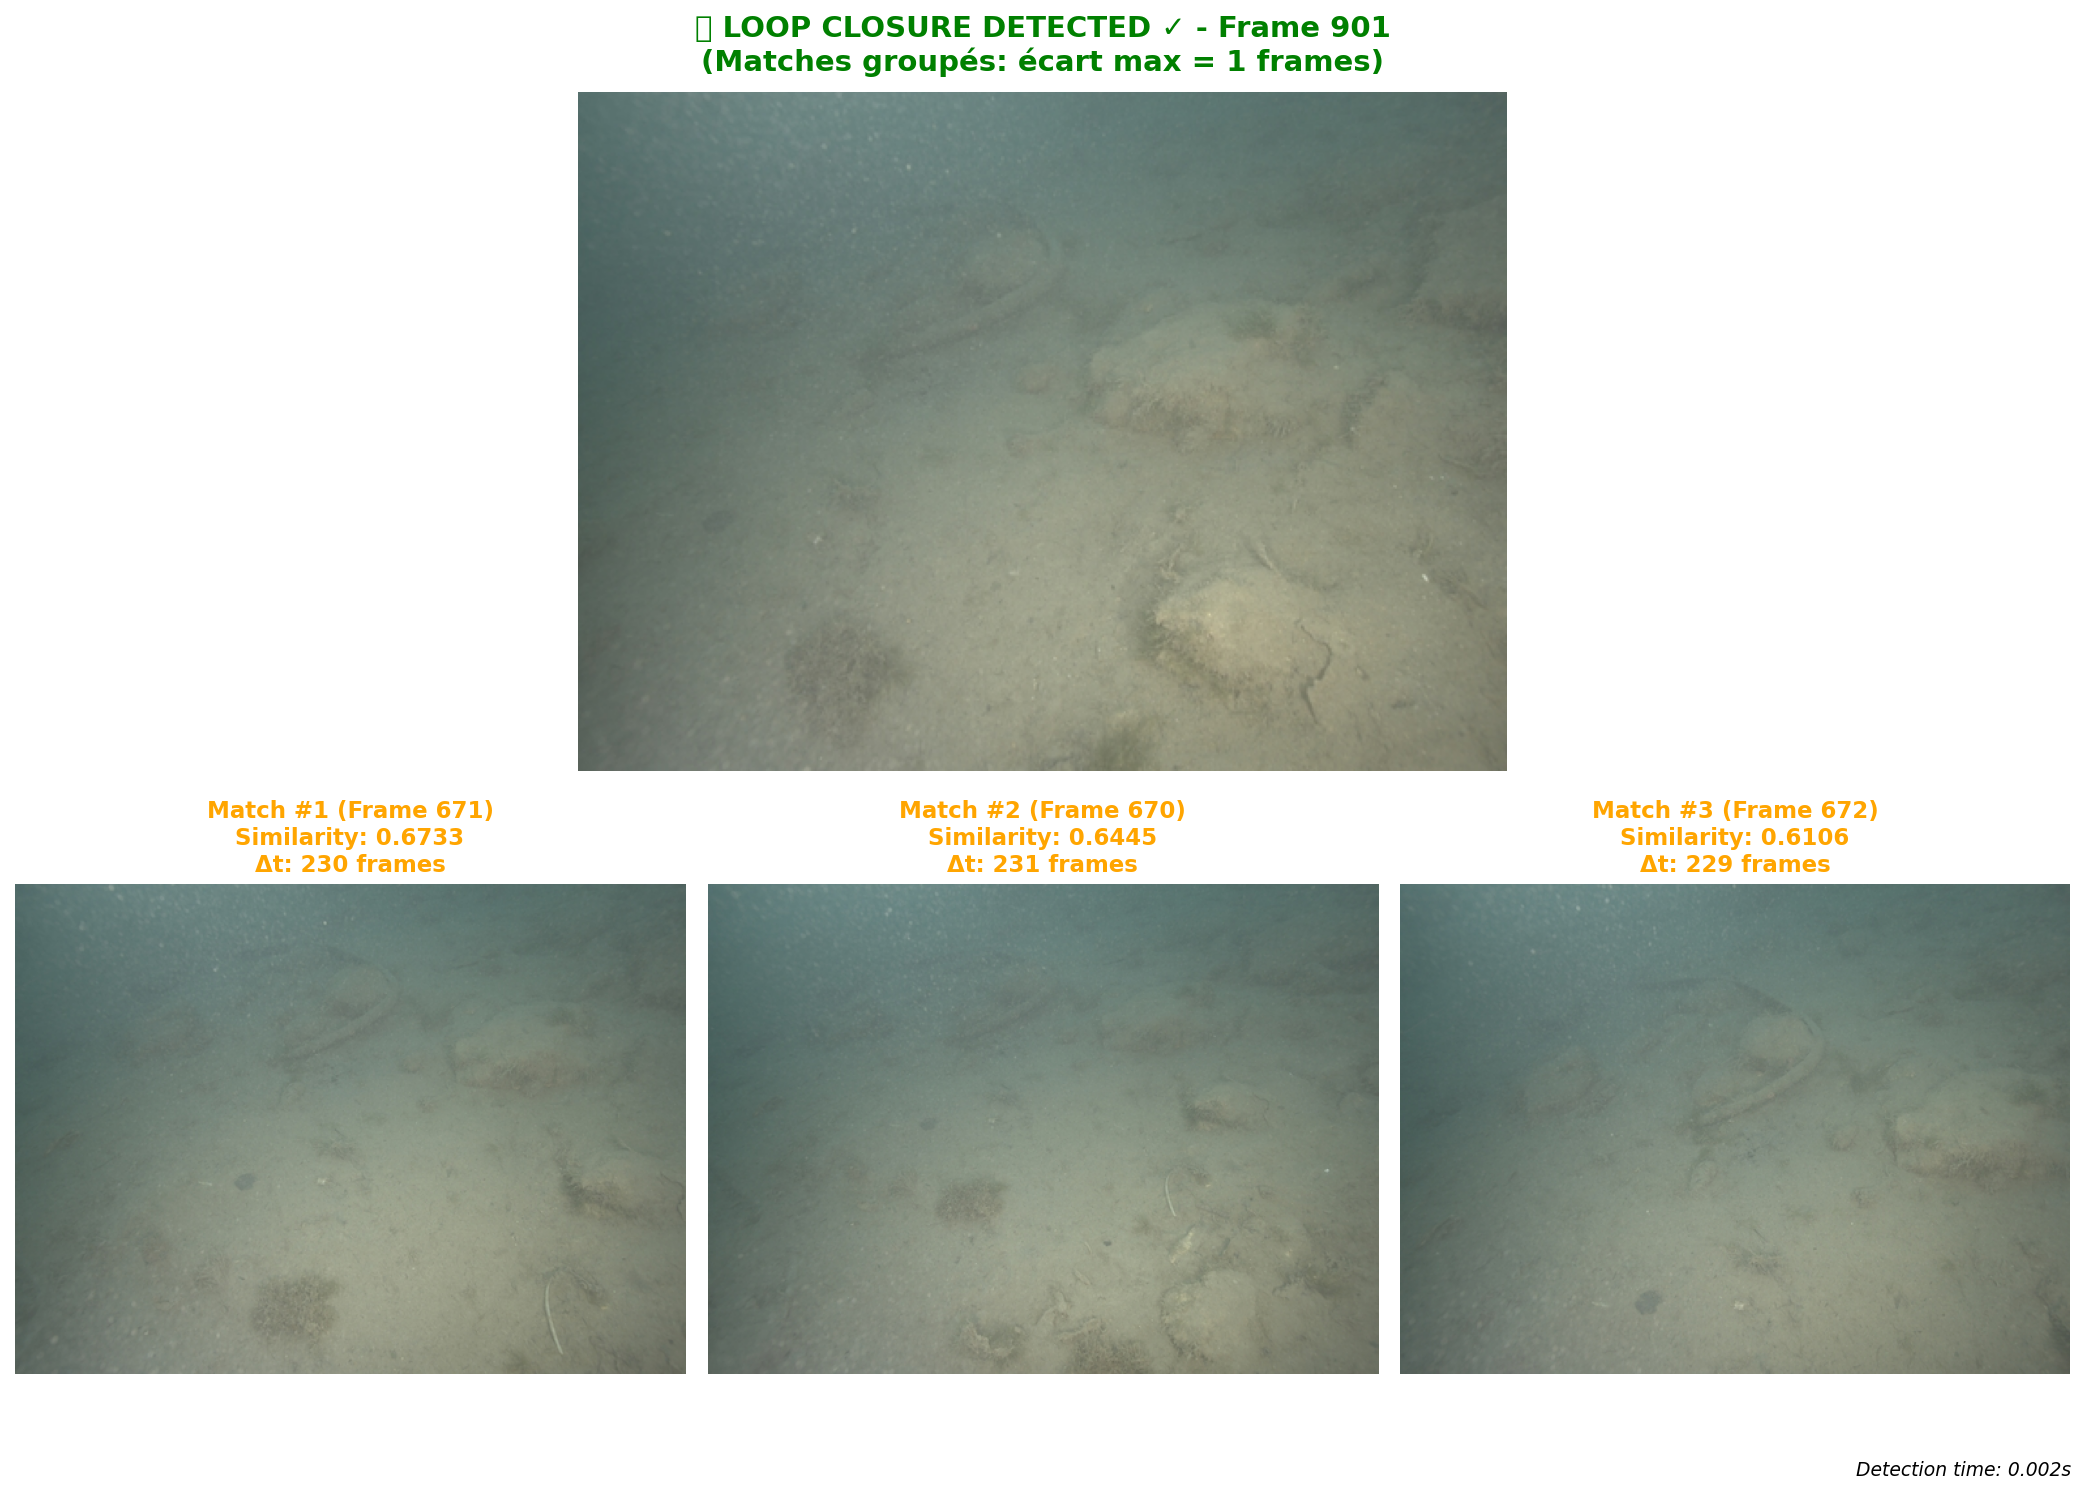 ▯ LOOP CLOSURE DETECTED ✓ - Frame 901
(Matches groupés: écart max = 1 frames)
Match #1 (Frame 671)
Similarity: 0.6733
Δt: 230 frames
Match #2 (Frame 670)
Similarity: 0.6445
Δt: 231 frames
Match #3 (Frame 672)
Similarity: 0.6106
Δt: 229 frames
Detection time: 0.002s